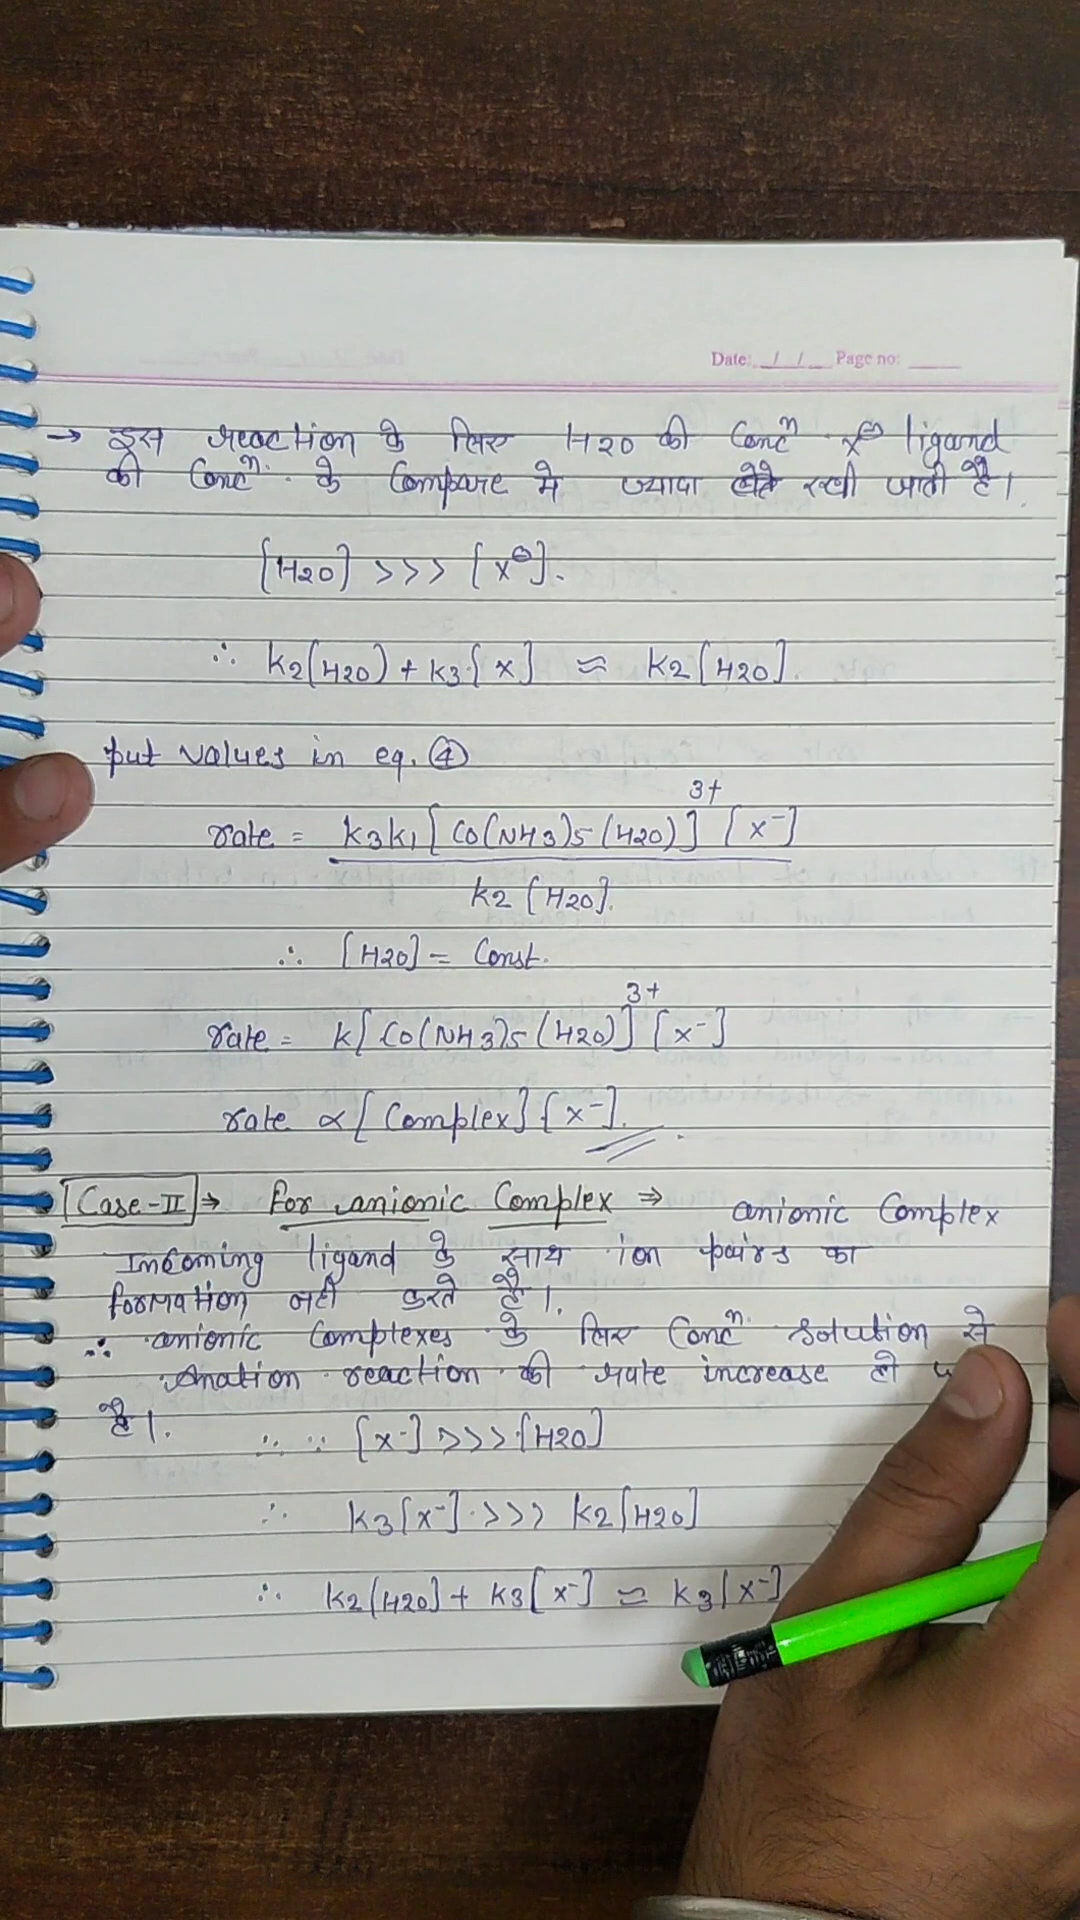 Date: _/_/_ Page no: ____
→ इस reaction के लिए H2O की Concⁿ X⊖ ligand
की Concⁿ. के Compare मे ज्यादा रखी जाती है।
[H2O] >>> [X⊖].
∴ K2[H2O] + K3[X] ≈ K2[H2O].
put values in eq. ④
rate = K3K1[Co(NH3)5(H2O)]³⁺[X⁻]
K2[H2O].
∴ [H2O] = Const.
rate = K[Co(NH3)5(H2O)]³⁺[X⁻]
rate ∝ [Complex][X⁻].
Case-II → For anionic Complex ⇒ anionic Complex
Incoming ligand के साथ ion pairs का
formation नही करते है।.
∴ anionic Complexes के लिए Concⁿ. Solution से
Anation reaction की rate increase हो
है।. ∴ ∵ [X⁻] >>> [H2O]
∴ K3[X⁻] >>> K2[H2O]
∴ K2[H2O] + K3[X⁻] ≈ K3[X⁻]